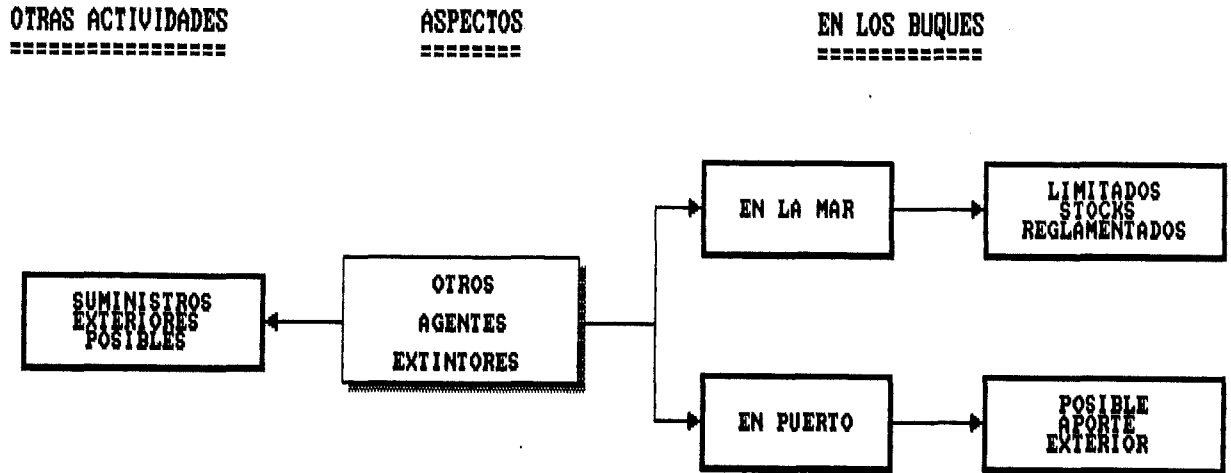 OTRAS ACTIVIDADES
ASPECTOS
EN LOS BUQUES
SUMINISTROS
EXTERIORES
POSIBLES
OTROS
AGENTES
EXTINTORES
EN LA MAR
LIMITADOS
STOCKS
REGLAMENTADOS
EN PUERTO
POSIBLE
APORTE
EXTERIOR